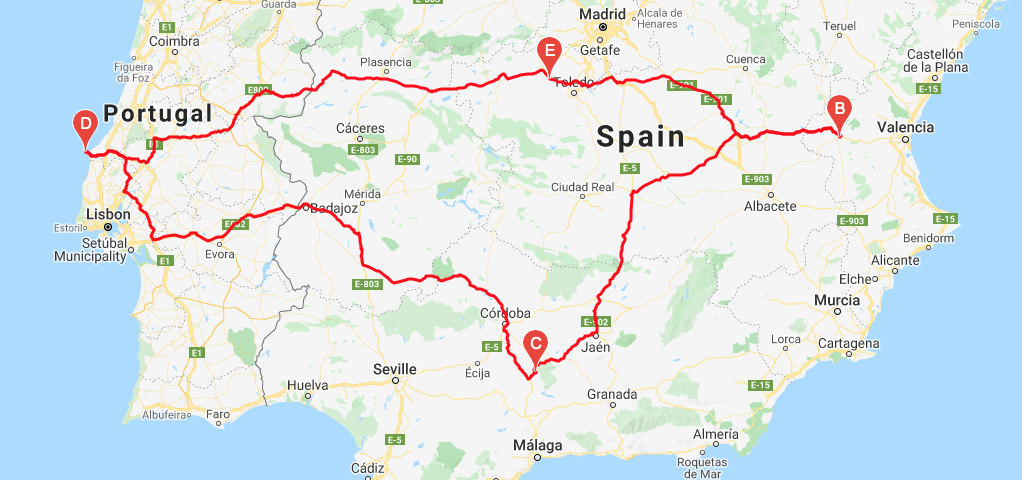 Guarda
E-803
Madrid
Alcala de
Henares
Teruel
Peniscola
E1
Coimbra
Getafe
Castellón
de la Plana
Figueira
da Foz
Plasencia
E
Toledo
Cuenca
E-901
E-901
E-15
E802
Portugal
B
D
E1
Cáceres
E-803
E-90
Spain
Valencia
E-5
E-903
Ciudad Real
Albacete
Mérida
Badajoz
Lisbon
Estoril
Setúbal
Municipality
E802
Evora
E1
E-903
E-15
Benidorm
Alicante
Elche
E-803
Murcia
Córdoba
E-902
Jaén
C
E-5
E1
Lorca
Cartagena
Seville
Écija
Huelva
Granada
E-15
Albufeira
Faro
E-5
Málaga
Almería
Cádiz
Roquetas
de Mar